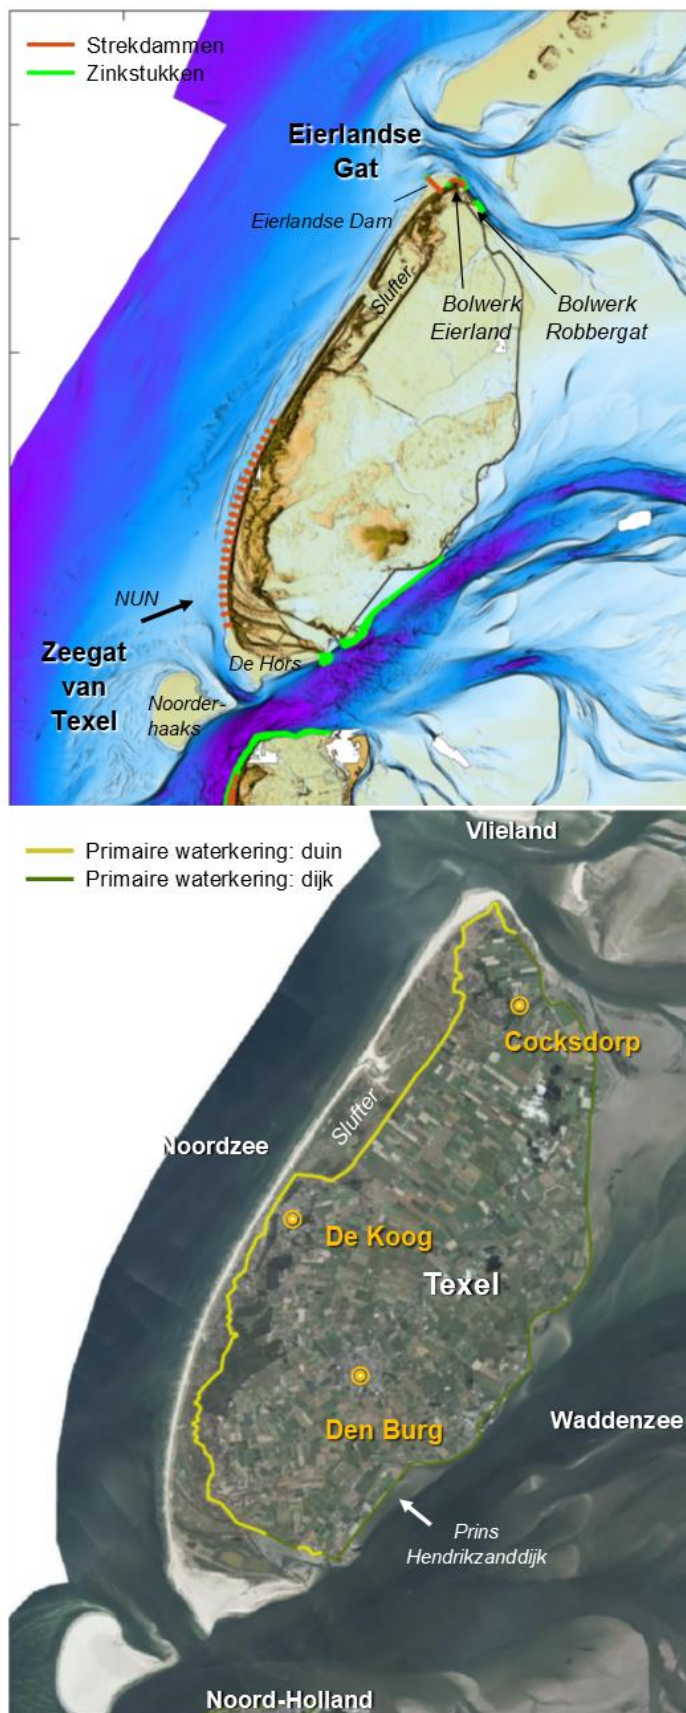 Strekdammen
Zinkstukken
Eierlandse
Gat
Eierlandse Dam
Slufter
Bolwerk
Eierland
Bolwerk
Robbergat
NUN
Zeegat
van
Texel
De Hors
Noorder-
haaks
Primaire waterkering: duin
Primaire waterkering: dijk
Vlieland
Cocksdorp
Slufter
Noordzee
De Koog
Texel
Den Burg
Waddenzee
Prins
Hendrikzanddijk
Noord-Holland